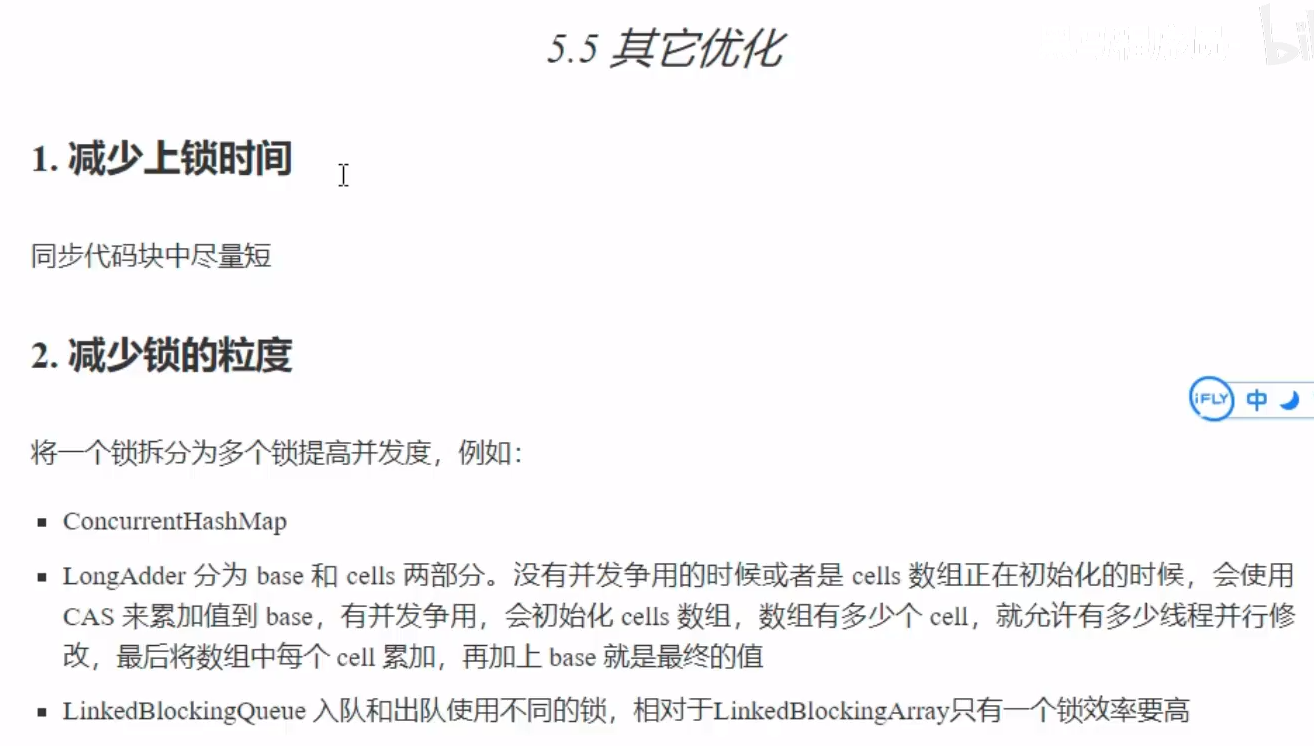 5.5 其它优化
1. 减少上锁时间
同步代码块中尽量短
2. 减少锁的粒度
iFLY 中
将一个锁拆分为多个锁提高并发度，例如：
ConcurrentHashMap
LongAdder 分为 base 和 cells 两部分。没有并发争用的时候或者是 cells 数组正在初始化的时候，会使用
CAS 来累加值到 base，有并发争用，会初始化 cells 数组，数组有多少个 cell，就允许有多少线程并行修
改，最后将数组中每个 cell 累加，再加上 base 就是最终的值
LinkedBlockingQueue 入队和出队使用不同的锁，相对于LinkedBlockingArray只有一个锁效率要高